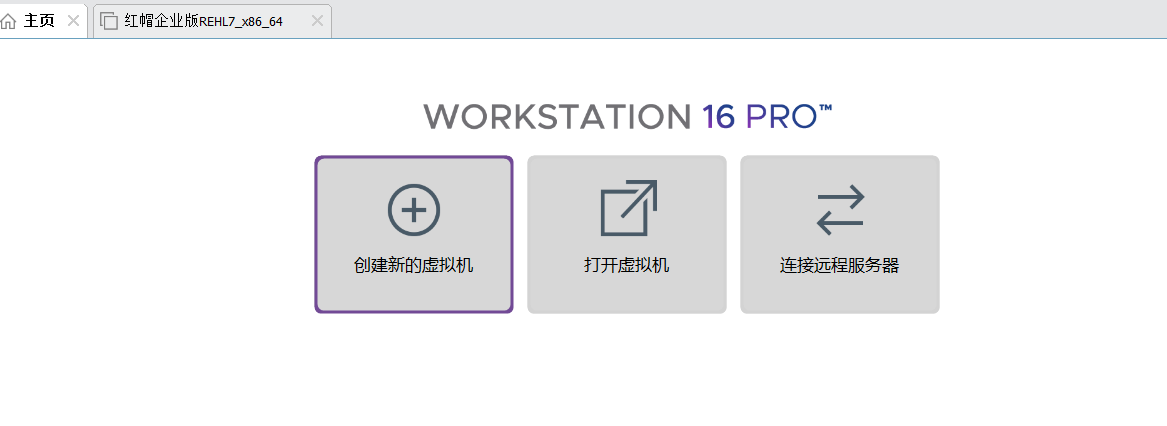 主页
红帽企业版REHL7_x86_64
WORKSTATION 16 PRO™
创建新的虚拟机
打开虚拟机
连接远程服务器